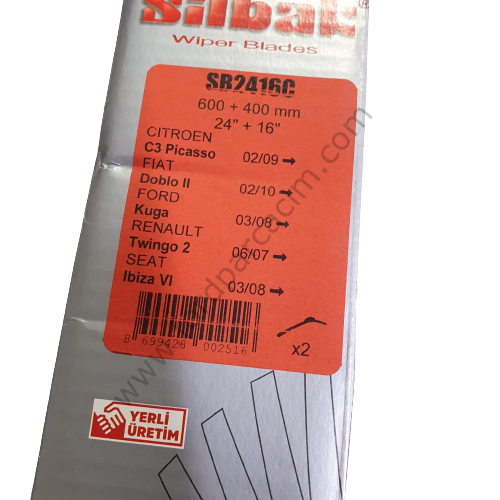 Silbak®
Wiper Blades
SB2416C
600 + 400 mm
24" + 16"
CITROEN
C3 Picasso 02/09 →
FIAT
Doblo II 02/10 →
FORD
Kuga 03/08 →
RENAULT
Twingo 2 06/07 →
SEAT
Ibiza VI 03/08 →
8 699428 002516
x2
YERLİ
ÜRETİM